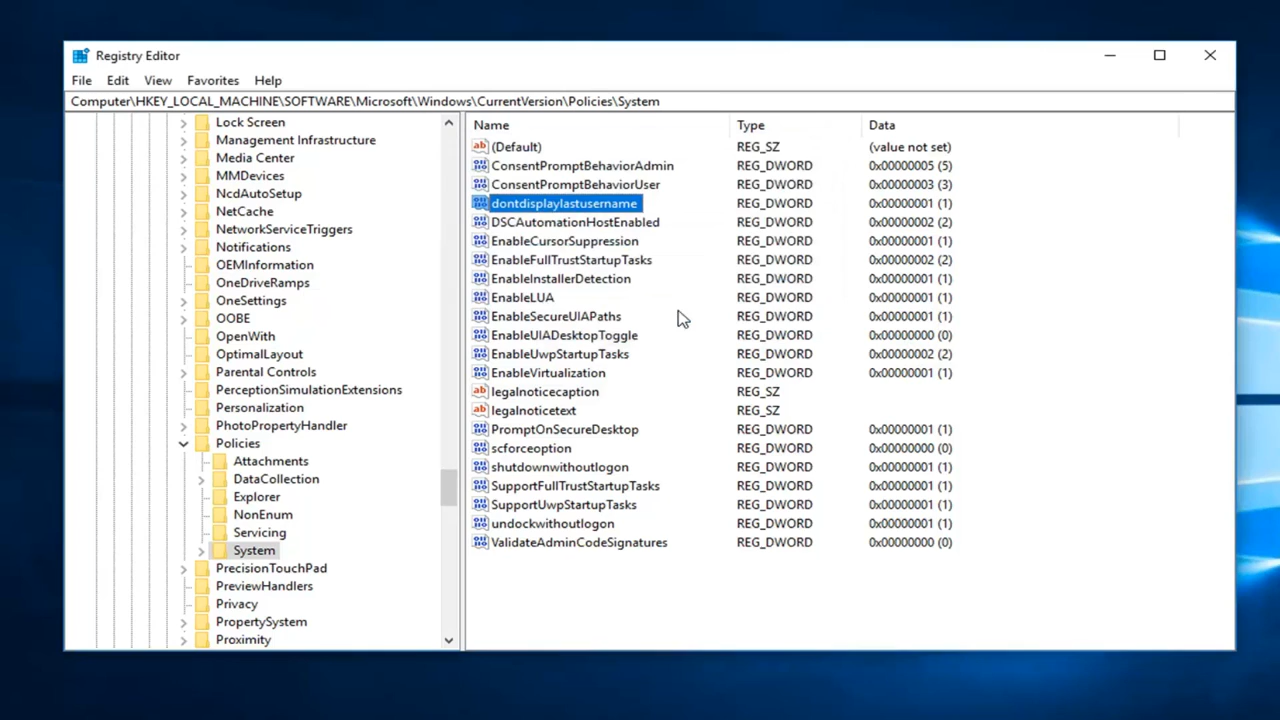 Registry Editor
File Edit View Favorites Help
Computer\HKEY_LOCAL_MACHINE\SOFTWARE\Microsoft\Windows\CurrentVersion\Policies\System
Lock Screen
Management Infrastructure
Media Center
MMDevices
NcdAutoSetup
NetCache
NetworkServiceTriggers
Notifications
OEMInformation
OneDriveRamps
OneSettings
OOBE
OpenWith
OptimalLayout
Parental Controls
PerceptionSimulationExtensions
Personalization
PhotoPropertyHandler
Policies
Attachments
DataCollection
Explorer
NonEnum
Servicing
System
PrecisionTouchPad
PreviewHandlers
Privacy
PropertySystem
Proximity
Name Type Data
(Default) REG_SZ (value not set)
ConsentPromptBehaviorAdmin REG_DWORD 0x00000005 (5)
ConsentPromptBehaviorUser REG_DWORD 0x00000003 (3)
dontdisplaylastusername REG_DWORD 0x00000001 (1)
DSCAutomationHostEnabled REG_DWORD 0x00000002 (2)
EnableCursorSuppression REG_DWORD 0x00000001 (1)
EnableFullTrustStartupTasks REG_DWORD 0x00000002 (2)
EnableInstallerDetection REG_DWORD 0x00000001 (1)
EnableLUA REG_DWORD 0x00000001 (1)
EnableSecureUIAPaths REG_DWORD 0x00000001 (1)
EnableUIADesktopToggle REG_DWORD 0x00000000 (0)
EnableUwpStartupTasks REG_DWORD 0x00000002 (2)
EnableVirtualization REG_DWORD 0x00000001 (1)
legalnoticecaption REG_SZ
legalnoticetext REG_SZ
PromptOnSecureDesktop REG_DWORD 0x00000001 (1)
scforceoption REG_DWORD 0x00000000 (0)
shutdownwithoutlogon REG_DWORD 0x00000001 (1)
SupportFullTrustStartupTasks REG_DWORD 0x00000001 (1)
SupportUwpStartupTasks REG_DWORD 0x00000001 (1)
undockwithoutlogon REG_DWORD 0x00000001 (1)
ValidateAdminCodeSignatures REG_DWORD 0x00000000 (0)